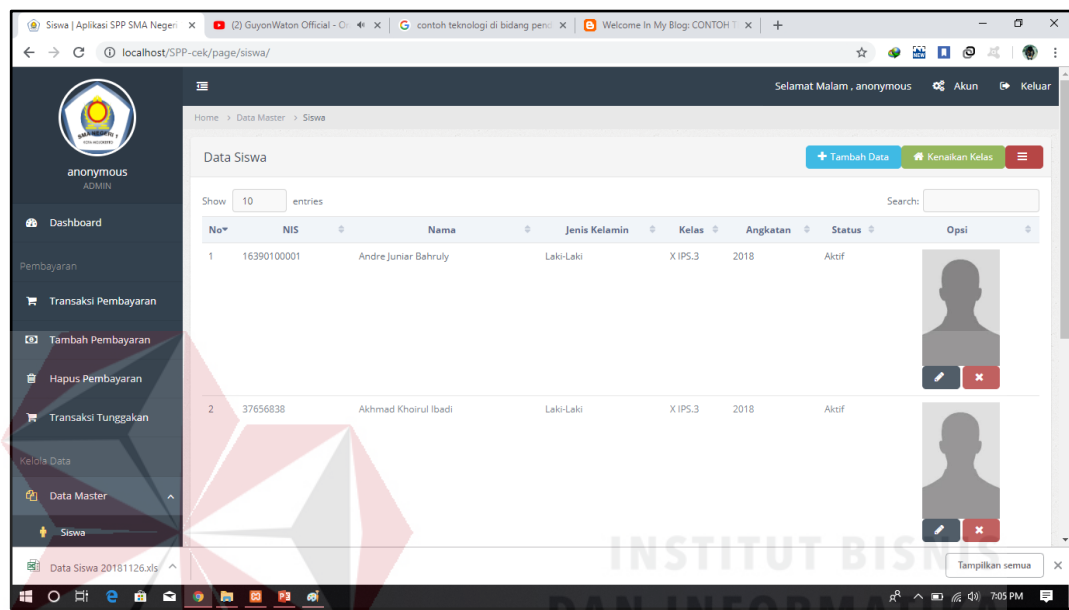 Siswa | Aplikasi SPP SMA Negeri
(2) GuyonWaton Official - O
contoh teknologi di bidang pend
Welcome In My Blog: CONTOH T
localhost/SPP-cek/page/siswa/
NEW
SMA NEGERI 1
anonymous
ADMIN
Dashboard
Pembayaran
Transaksi Pembayaran
Tambah Pembayaran
Hapus Pembayaran
Transaksi Tunggakan
Kelola Data
Data Master
Siswa
Selamat Malam , anonymous Akun Keluar
Home > Data Master > Siswa
Data Siswa
Tambah Data Kenaikan Kelas
Show 10 entries Search:
No NIS Nama Jenis Kelamin Kelas Angkatan Status Opsi
1 16390100001 Andre Juniar Bahruly Laki-Laki X IPS.3 2018 Aktif
2 37656838 Akhmad Khoirul Ibadi Laki-Laki X IPS.3 2018 Aktif
INSTITUT BISNIS
DAN INFORMA
Data Siswa 20181126.xls Tampilkan semua
7:05 PM